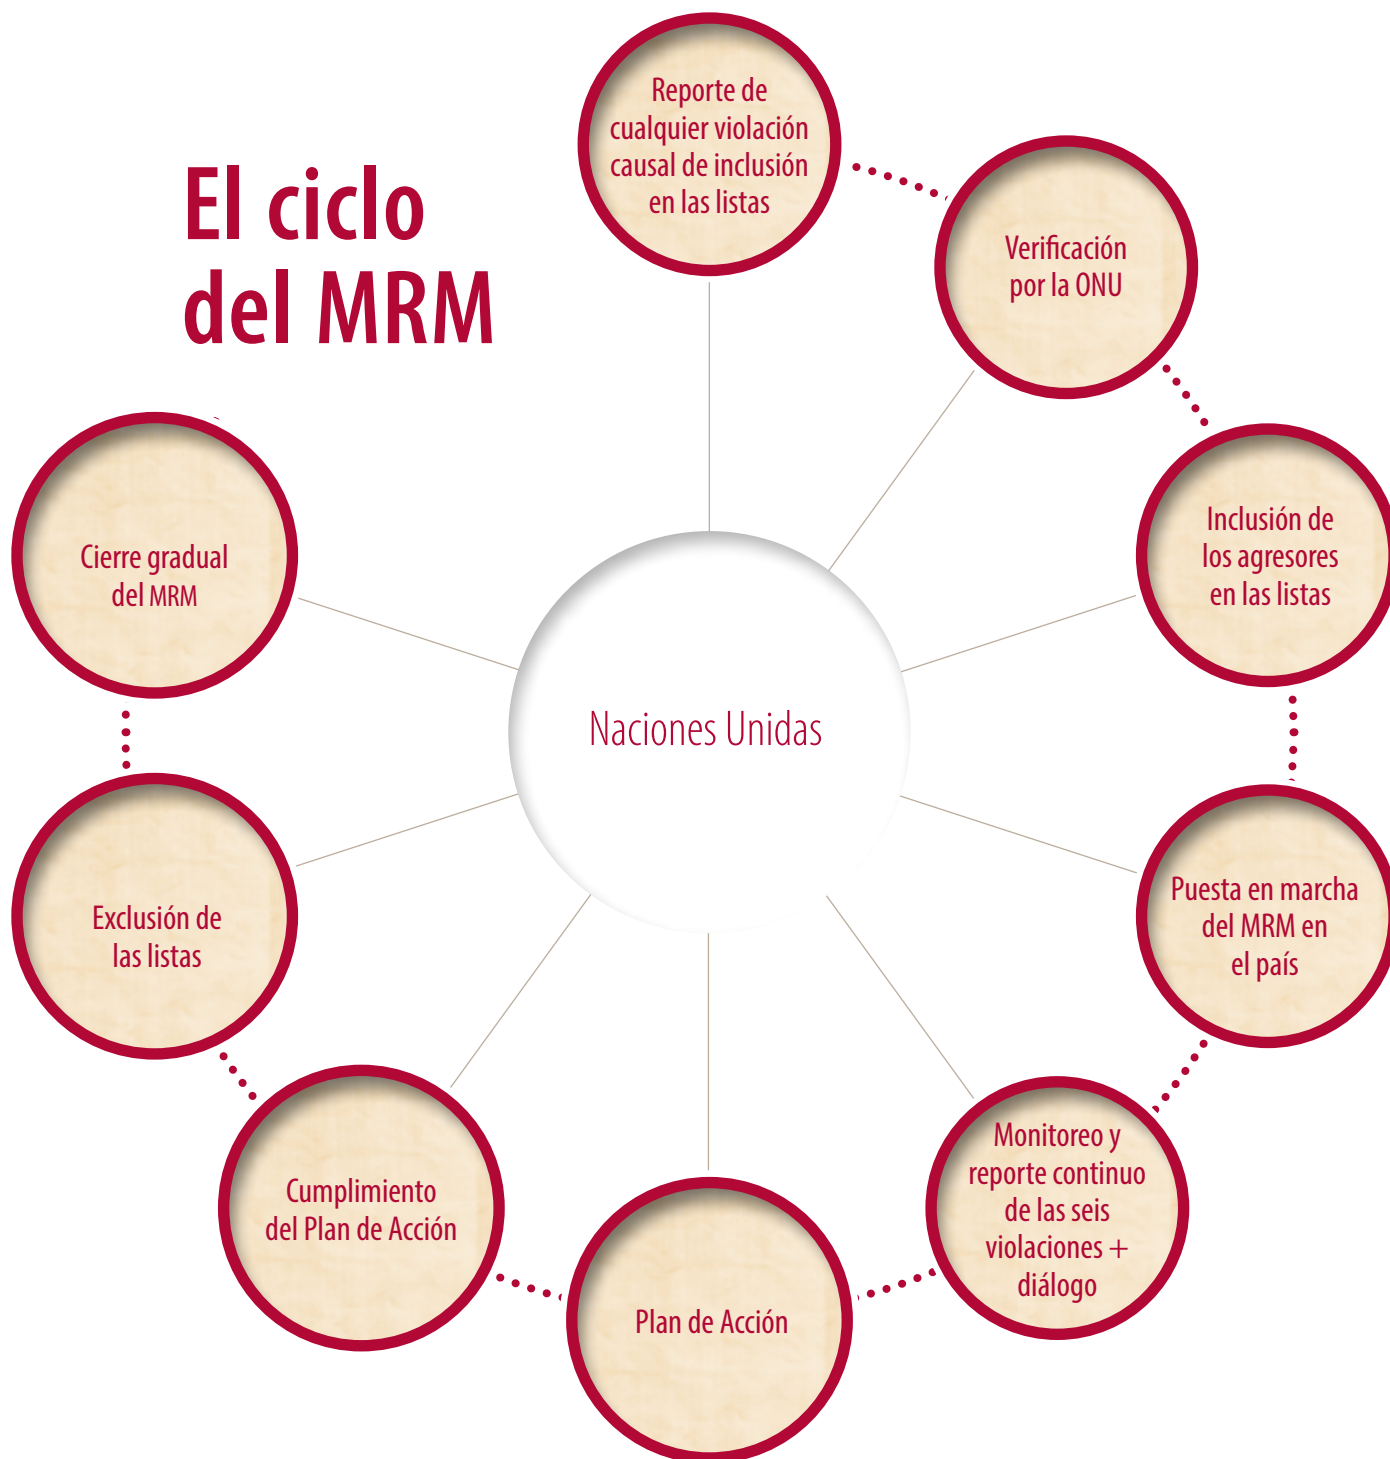 El ciclo
del MRM
Reporte de
cualquier violación
causal de inclusión
en las listas
Verificación
por la ONU
Inclusión de
los agresores
en las listas
Puesta en marcha
del MRM en
el país
Monitoreo y
reporte continuo
de las seis
violaciones +
diálogo
Plan de Acción
Cumplimiento
del Plan de Acción
Exclusión de
las listas
Cierre gradual
del MRM
Naciones Unidas